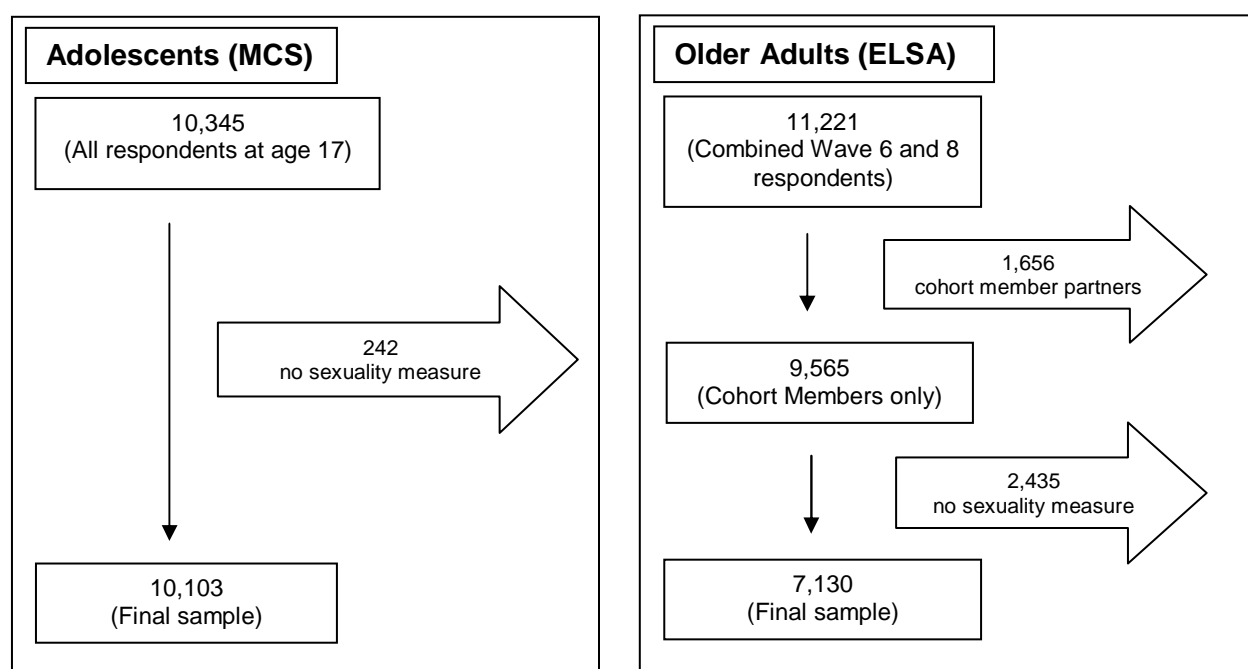 Adolescents (MCS)
10,345
(All respondents at age 17)
242
no sexuality measure
10,103
(Final sample)
Older Adults (ELSA)
11,221
(Combined Wave 6 and 8
respondents)
1,656
cohort member partners
9,565
(Cohort Members only)
2,435
no sexuality measure
7,130
(Final sample)